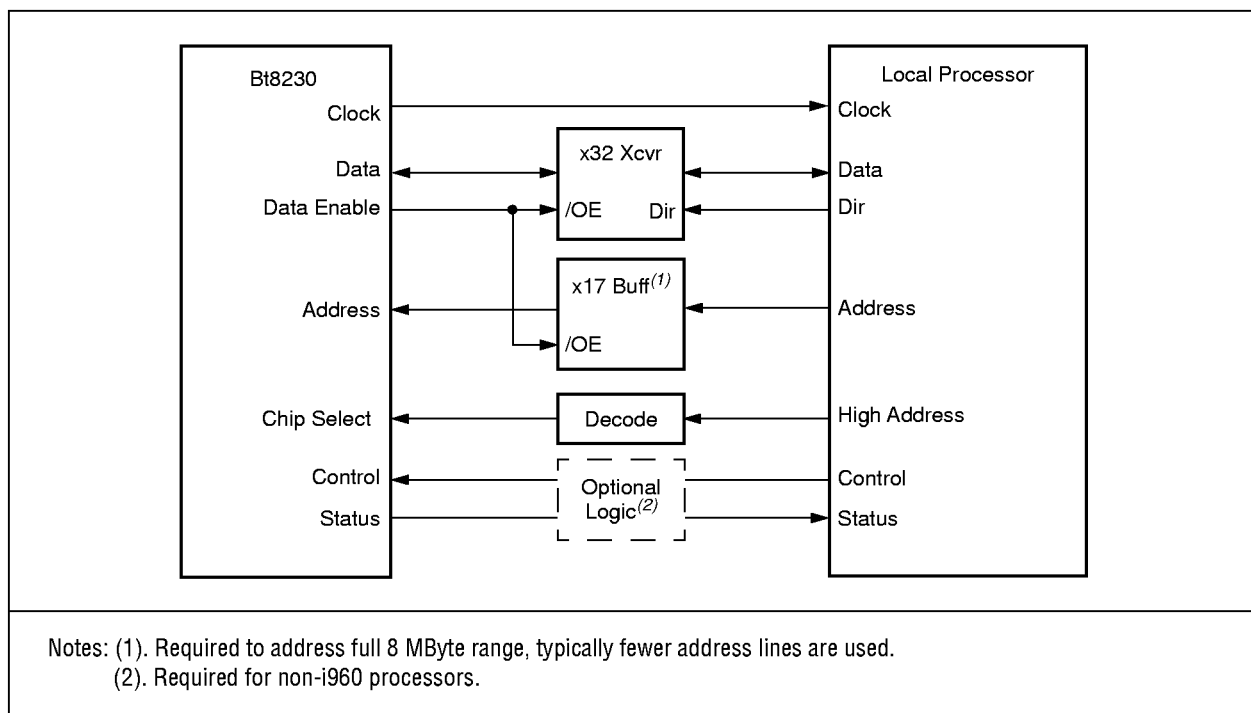 Bt8230
Local Processor
Clock
Clock
x32 Xcvr
Data
Data
Data Enable
/OE
Dir
Dir
x17 Buff(1)
Address
Address
/OE
Chip Select
Decode
High Address
Control
Optional
Logic(2)
Control
Status
Status
Notes: (1). Required to address full 8 MByte range, typically fewer address lines are used.
(2). Required for non-i960 processors.